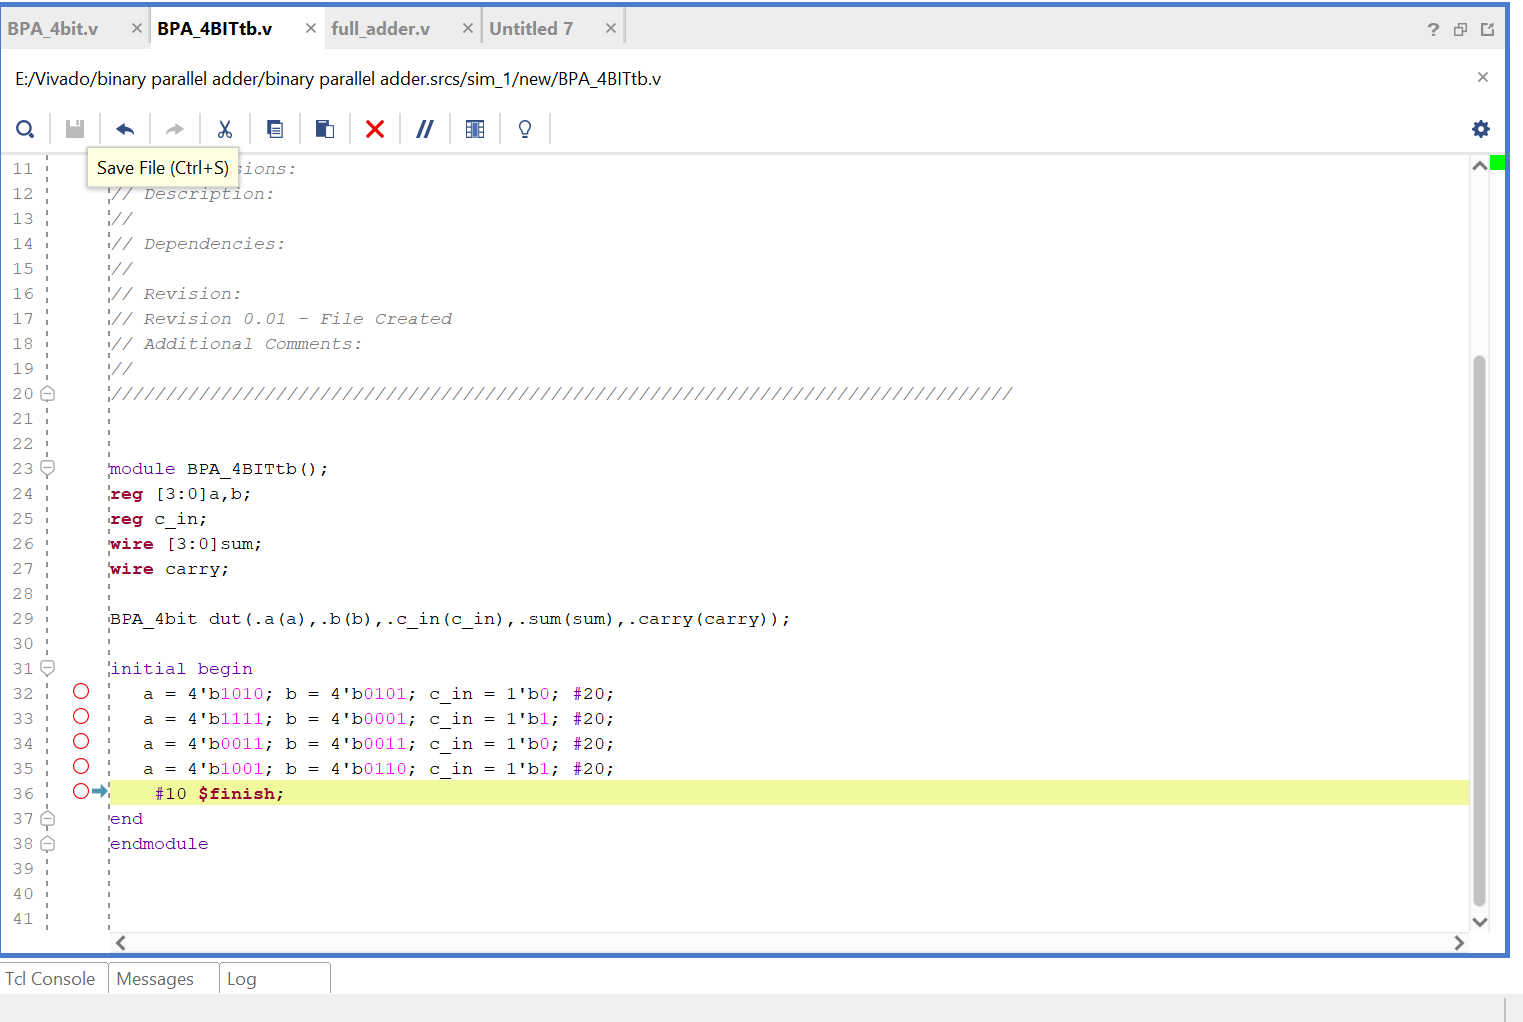 BPA_4bit.v × BPA_4BITtb.v × full_adder.v × Untitled 7 ×
E:/Vivado/binary parallel adder/binary parallel adder.srcs/sim_1/new/BPA_4BITtb.v
Save File (Ctrl+S)
11 sions:
12 // Description:
13 //
14 // Dependencies:
15 //
16 // Revision:
17 // Revision 0.01 - File Created
18 // Additional Comments:
19 //
20 //////////////////////////////////////////////////////////////////////////////////
21
22
23 module BPA_4BITtb();
24 reg [3:0]a,b;
25 reg c_in;
26 wire [3:0]sum;
27 wire carry;
28
29 BPA_4bit dut(.a(a),.b(b),.c_in(c_in),.sum(sum),.carry(carry));
30
31 initial begin
32 a = 4'b1010; b = 4'b0101; c_in = 1'b0; #20;
33 a = 4'b1111; b = 4'b0001; c_in = 1'b1; #20;
34 a = 4'b0011; b = 4'b0011; c_in = 1'b0; #20;
35 a = 4'b1001; b = 4'b0110; c_in = 1'b1; #20;
36 #10 $finish;
37 end
38 endmodule
39
40
41
Tcl Console Messages Log